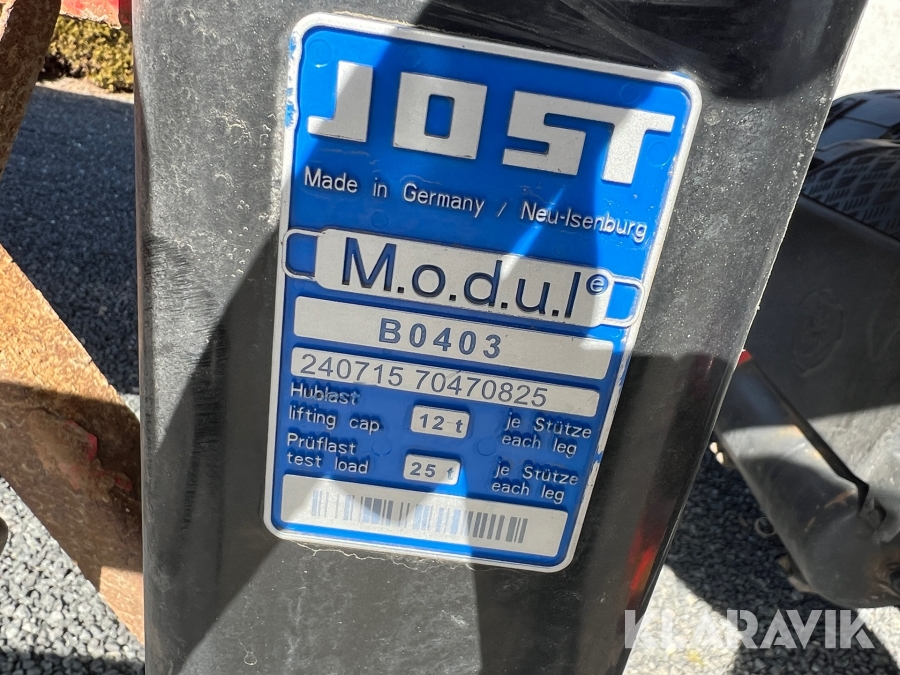 JOST
Made in Germany / Neu-Isenburg
M.o.d.u.l e
B0403
240715 70470825
Hublast
lifting cap 12 t je Stütze
each leg
Prüflast
test load 25 t je Stütze
each leg
KLARAVIK